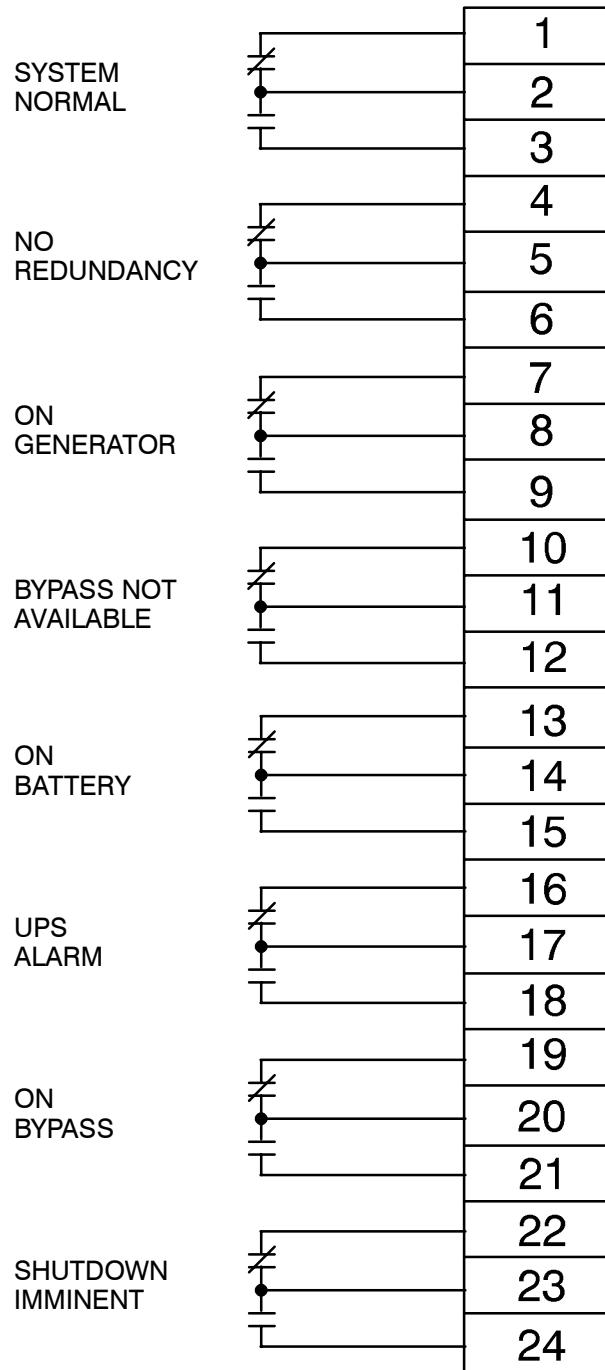 1
SYSTEM
NORMAL
2
3
4
NO
REDUNDANCY
5
6
7
ON
GENERATOR
8
9
10
BYPASS NOT
AVAILABLE
11
12
13
ON
BATTERY
14
15
16
UPS
ALARM
17
18
19
ON
BYPASS
20
21
22
SHUTDOWN
IMMINENT
23
24